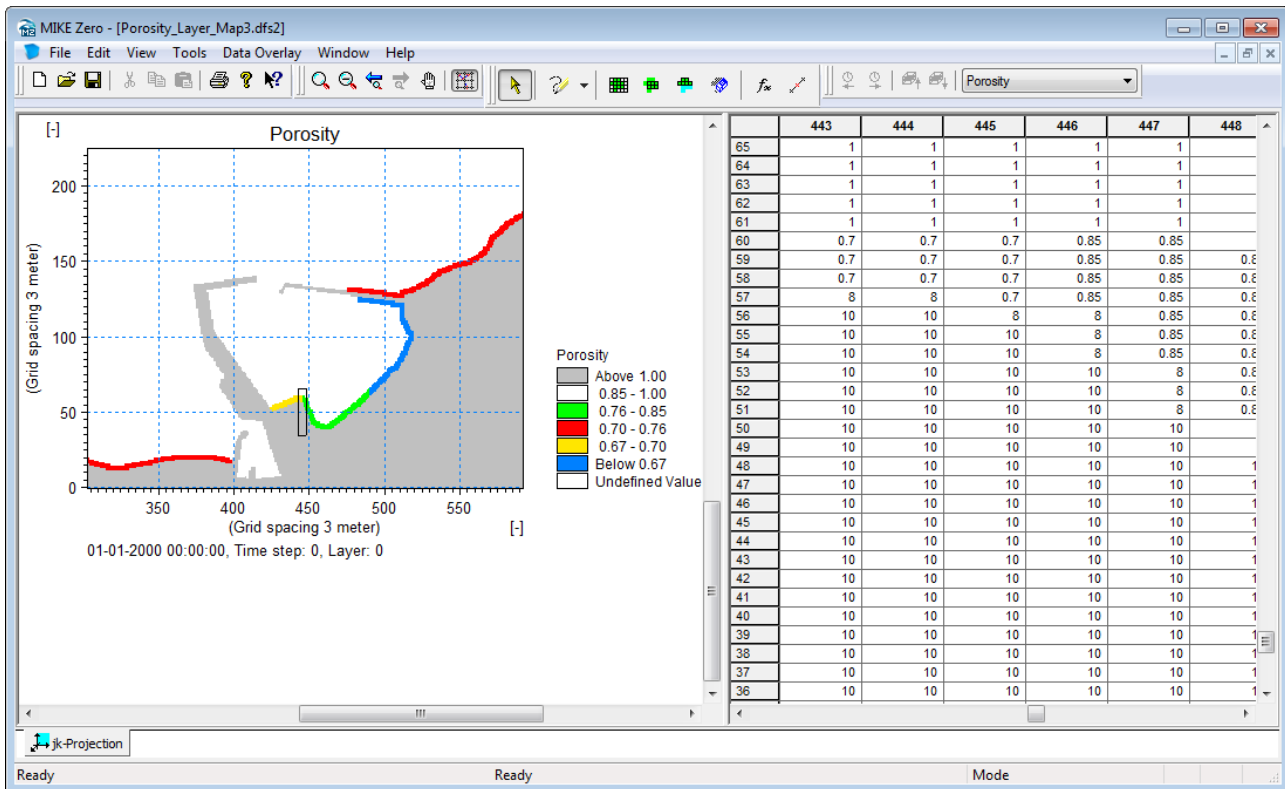 MIKE Zero - [Porosity_Layer_Map3.dfs2]
File Edit View Tools Data Overlay Window Help
Porosity
[-]
Porosity
200
150
100
50
0
(Grid spacing 3 meter)
350 400 450 500 550
(Grid spacing 3 meter)
[-]
01-01-2000 00:00:00, Time step: 0, Layer: 0
Porosity
Above 1.00
0.85 - 1.00
0.76 - 0.85
0.70 - 0.76
0.67 - 0.70
Below 0.67
Undefined Value
443 444 445 446 447 448
65 1 1 1 1 1
64 1 1 1 1 1
63 1 1 1 1 1
62 1 1 1 1 1
61 1 1 1 1 1
60 0.7 0.7 0.7 0.85 0.85
59 0.7 0.7 0.7 0.85 0.85
58 0.7 0.7 0.7 0.85 0.85
57 8 8 0.7 0.85 0.85
56 10 10 8 8 0.85
55 10 10 10 8 0.85
54 10 10 10 8 0.85
53 10 10 10 10 8
52 10 10 10 10 8
51 10 10 10 10 8
50 10 10 10 10 10
49 10 10 10 10 10
48 10 10 10 10 10
47 10 10 10 10 10
46 10 10 10 10 10
45 10 10 10 10 10
44 10 10 10 10 10
43 10 10 10 10 10
42 10 10 10 10 10
41 10 10 10 10 10
40 10 10 10 10 10
39 10 10 10 10 10
38 10 10 10 10 10
37 10 10 10 10 10
36 10 10 10 10 10
jk-Projection
Ready Ready Mode